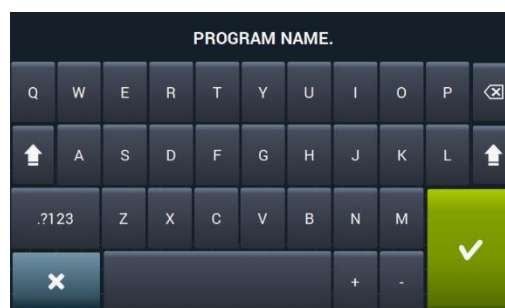 PROGRAM NAME.
Q W E R T Y U I O P
A S D F G H J K L
.?123 Z X C V B N M
+ -